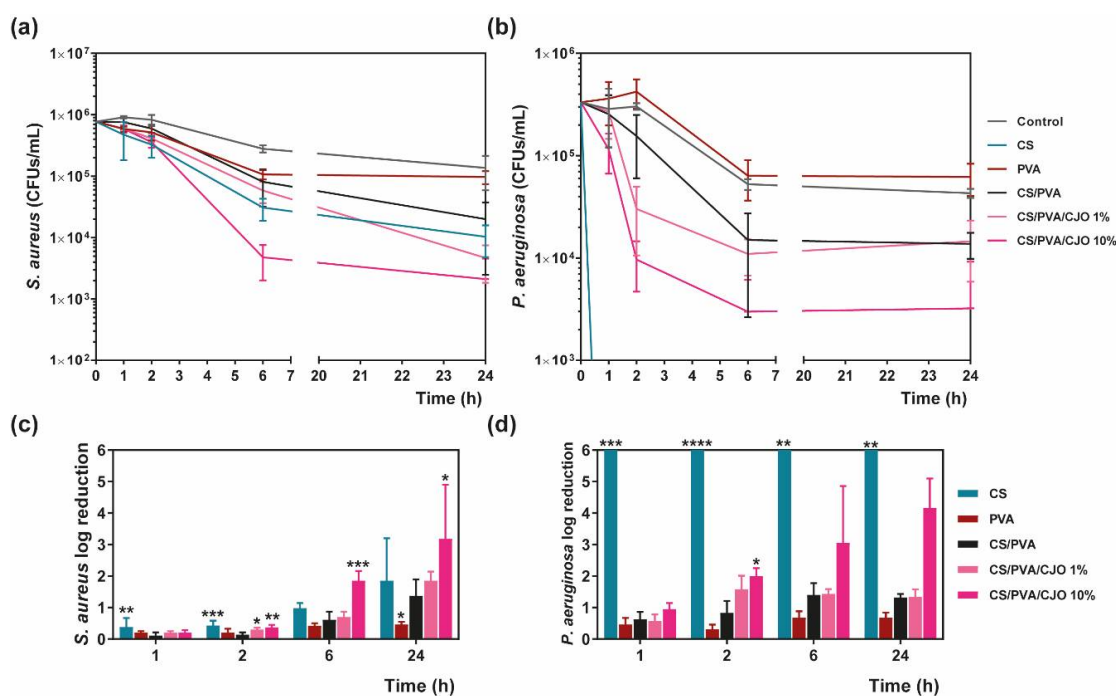 (a)
S. aureus (CFUs/mL)
1×10⁷
1×10⁶
1×10⁵
1×10⁴
1×10³
1×10²
0 1 2 3 4 5 6 7 20 21 22 23 24
Time (h)
(b)
P. aeruginosa (CFUs/mL)
1×10⁶
1×10⁵
1×10⁴
1×10³
0 1 2 3 4 5 6 7 20 21 22 23 24
Time (h)
Control
CS
PVA
CS/PVA
CS/PVA/CJO 1%
CS/PVA/CJO 10%
(c)
S. aureus log reduction
6
5
4
3
2
1
0
** *** * ** *** * *
1 2 6 24
Time (h)
(d)
P. aeruginosa log reduction
6
5
4
3
2
1
0
*** **** * ** **
1 2 6 24
Time (h)
CS
PVA
CS/PVA
CS/PVA/CJO 1%
CS/PVA/CJO 10%